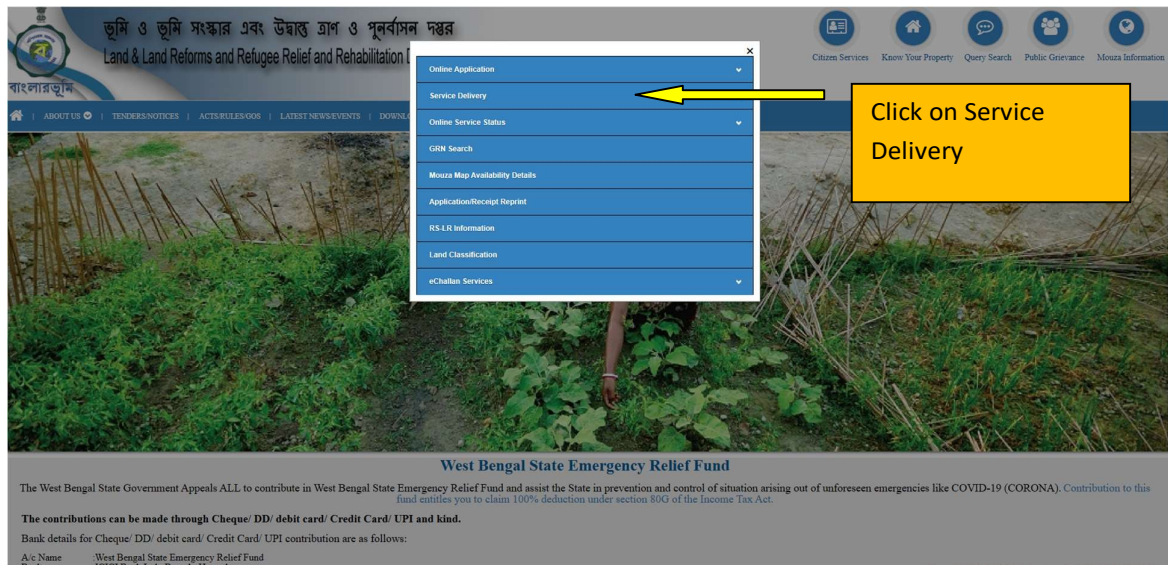 ভূমি ও ভূমি সংস্কার এবং উদ্বাস্তু ত্রাণ ও পুনর্বাসন দপ্তর
Land & Land Reforms and Refugee Relief and Rehabilitation
বাংলারভূমি
Citizen Services
Know Your Property
Query Search
Public Grievance
Mouza Information
| ABOUT US | TENDERS/NOTICES | ACTS/RULES/GOS | LATEST NEWS/EVENTS |
×
Online Application
Service Delivery
Online Service Status
GRN Search
Mouza Map Availability Details
Application/Receipt Reprint
RS-LR Information
Land Classification
eChallan Services
Click on Service
Delivery
West Bengal State Emergency Relief Fund
The West Bengal State Government Appeals ALL to contribute in West Bengal State Emergency Relief Fund and assist the State in prevention and control of situation arising out of unforeseen emergencies like COVID-19 (CORONA). Contribution to this
fund entitles you to claim 100% deduction under section 80G of the Income Tax Act.
The contributions can be made through Cheque/ DD/ debit card/ Credit Card/ UPI and kind.
Bank details for Cheque/ DD/ debit card/ Credit Card/ UPI contribution are as follows:
A/c Name :West Bengal State Emergency Relief Fund